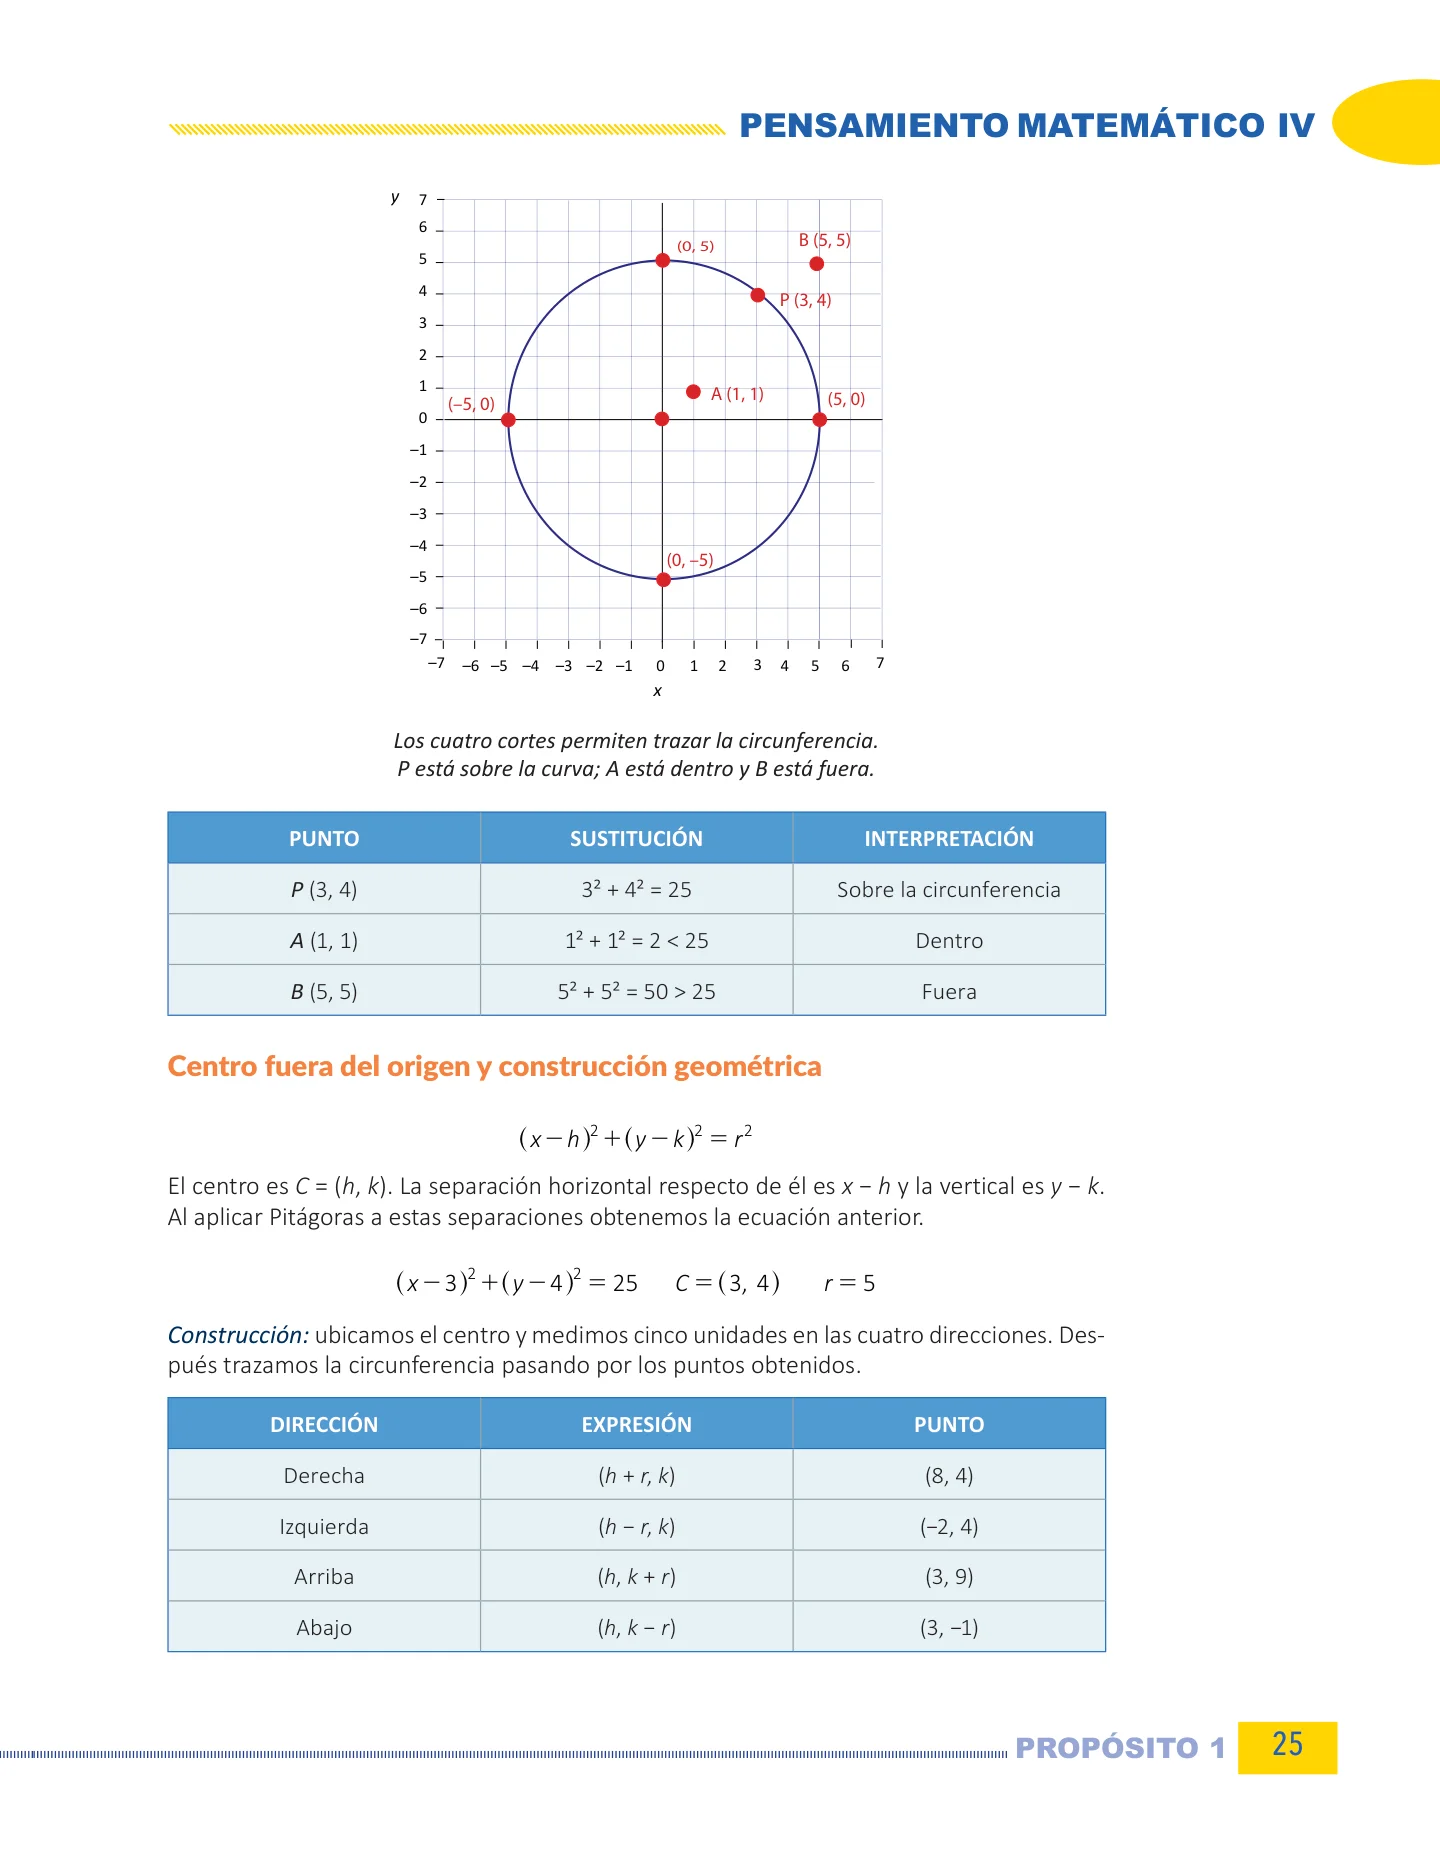 PENSAMIENTO MATEMÁTICO IV
y
7
6
5
4
3
2
1
0
–1
–2
–3
–4
–5
–6
–7
(0, 5)
B (5, 5)
P (3, 4)
A (1, 1)
(–5, 0)
(5, 0)
(0, –5)
–7 –6 –5 –4 –3 –2 –1 0 1 2 3 4 5 6 7
x
Los cuatro cortes permiten trazar la circunferencia.
P está sobre la curva; A está dentro y B está fuera.
PUNTO SUSTITUCIÓN INTERPRETACIÓN
P (3, 4) 3² + 4² = 25 Sobre la circunferencia
A (1, 1) 1² + 1² = 2 < 25 Dentro
B (5, 5) 5² + 5² = 50 > 25 Fuera
Centro fuera del origen y construcción geométrica
(x − h)² + (y − k)² = r²
El centro es C = (h, k). La separación horizontal respecto de él es x − h y la vertical es y − k.
Al aplicar Pitágoras a estas separaciones obtenemos la ecuación anterior.
(x − 3)² + (y − 4)² = 25 C = (3, 4) r = 5
Construcción: ubicamos el centro y medimos cinco unidades en las cuatro direcciones. Des-
pués trazamos la circunferencia pasando por los puntos obtenidos.
DIRECCIÓN EXPRESIÓN PUNTO
Derecha (h + r, k) (8, 4)
Izquierda (h − r, k) (−2, 4)
Arriba (h, k + r) (3, 9)
Abajo (h, k − r) (3, −1)
PROPÓSITO 1 25